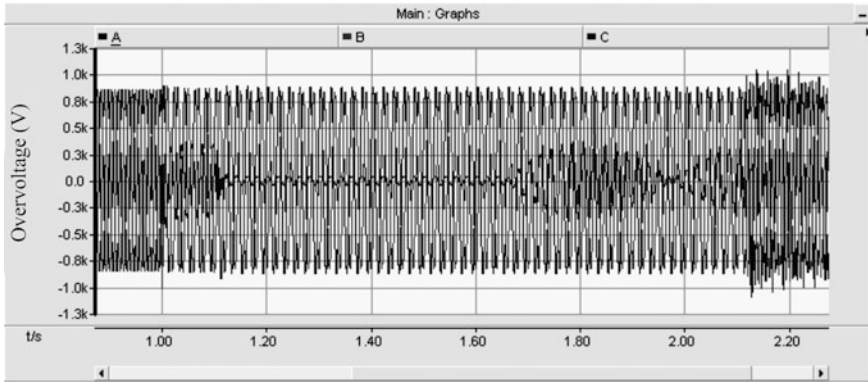 Main : Graphs
A B C
Overvoltage (V)
1.3k
1.0k
0.8k
0.5k
0.3k
0.0
-0.3k
-0.5k
-0.8k
-1.0k
-1.3k
t/s 1.00 1.20 1.40 1.60 1.80 2.00 2.20